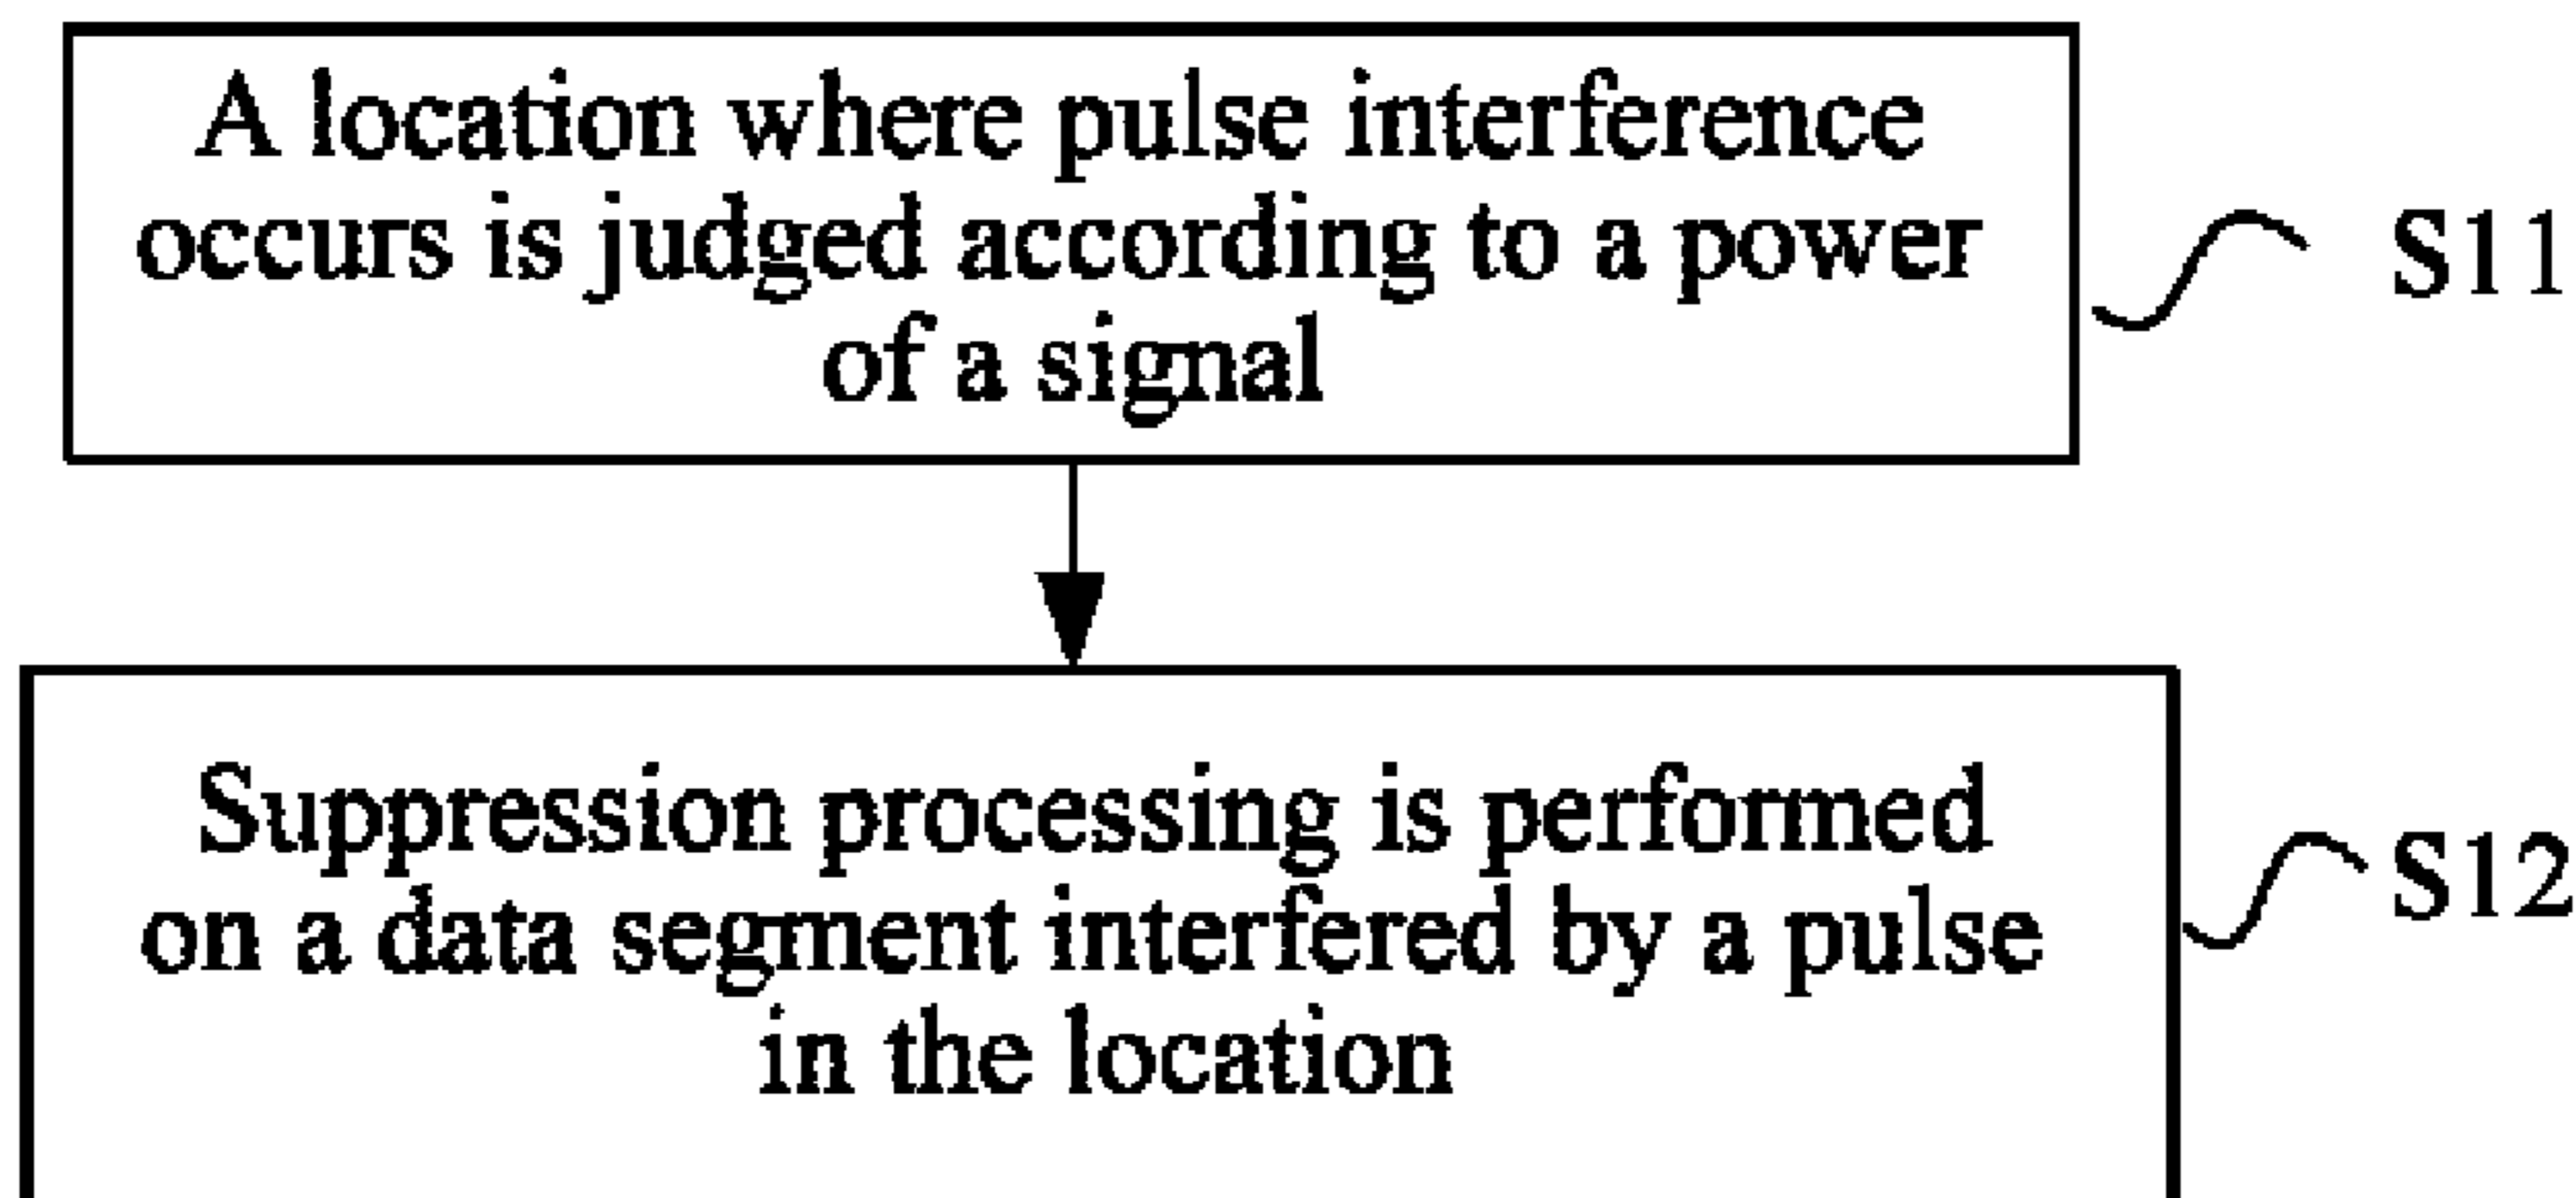 A location where pulse interference
occurs is judged according to a power
of a signal
S11
Suppression processing is performed
on a data segment interfered by a pulse
in the location
S12